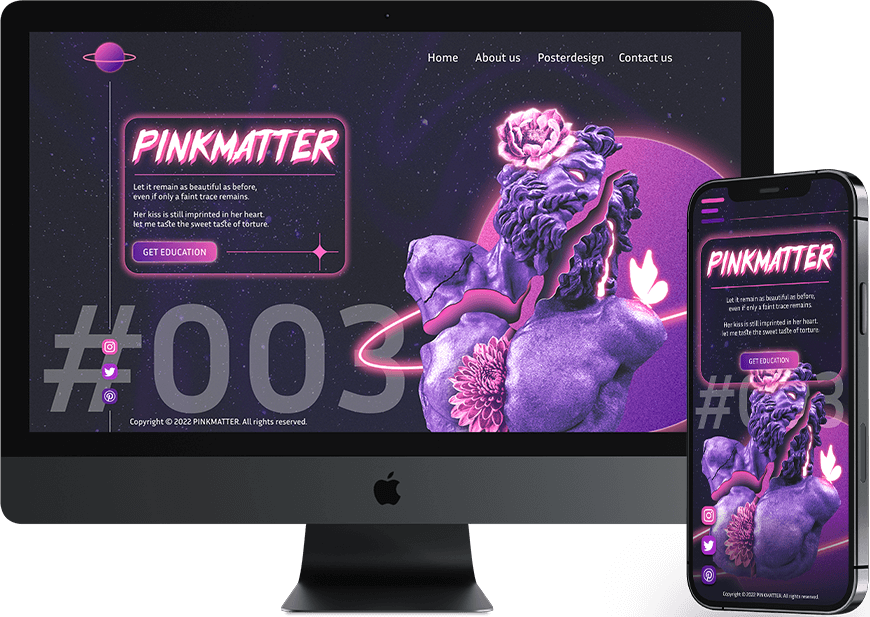 Home About us Posterdesign Contact us
PINKMATTER
Let it remain as beautiful as before,
even if only a faint trace remains.
Her kiss is still imprinted in her heart.
let me taste the sweet taste of torture.
GET EDUCATION
#003
Copyright © 2022 PINKMATTER. All rights reserved.
PINKMATTER
Let it remain as beautiful as before,
even if only a faint trace remains.
Her kiss is still imprinted in her heart.
let me taste the sweet taste of torture.
GET EDUCATION
#003
Copyright © 2022 PINKMATTER. All rights reserved.